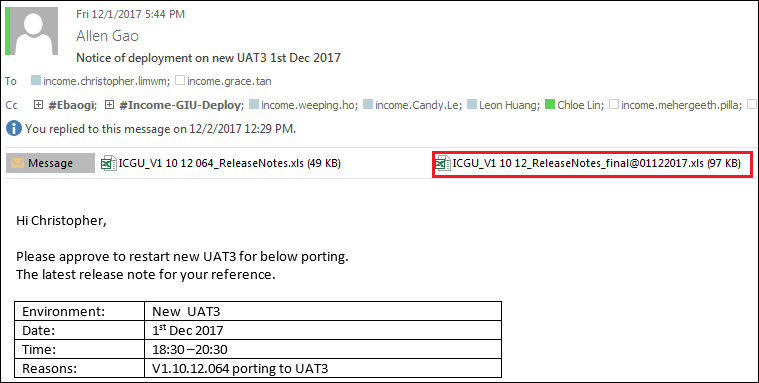 Fri 12/1/2017 5:44 PM
Allen Gao
Notice of deployment on new UAT3 1st Dec 2017
To income.christopher.limwm; income.grace.tan
Cc #Ebaogi; #Income-GIU-Deploy; income.weeping.ho; income.Candy.Le; Leon Huang; Chloe Lin; income.mehergeeth.pilla;
You replied to this message on 12/2/2017 12:29 PM.
Message ICGU_V1 10 12 064_ReleaseNotes.xls (49 KB) ICGU_V1 10 12_ReleaseNotes_final@01122017.xls (97 KB)
Hi Christopher,
Please approve to restart new UAT3 for below porting.
The latest release note for your reference.
Environment: New UAT3
Date: 1st Dec 2017
Time: 18:30 –20:30
Reasons: V1.10.12.064 porting to UAT3